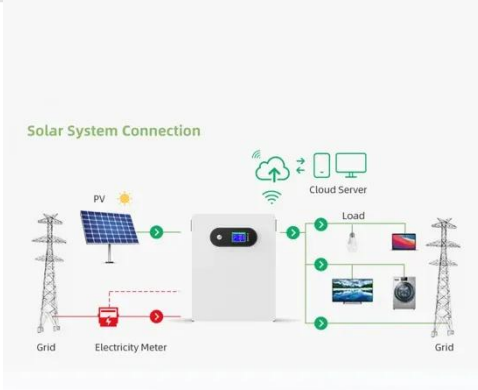 Solar System Connection
PV
Cloud Server
Load
Grid
Electricity Meter
Grid